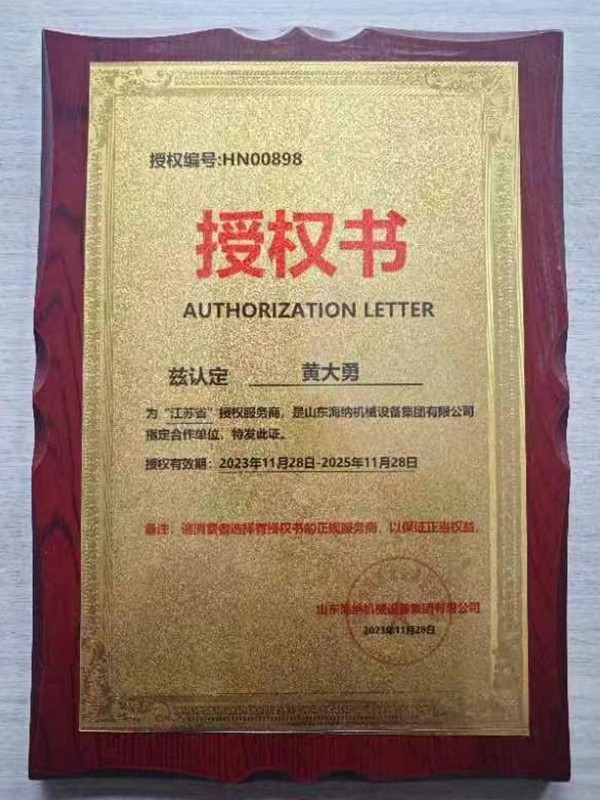 授权编号:HN00898
授权书
AUTHORIZATION LETTER
兹认定 黄大勇
为“江苏省”授权服务商，是山东海纳机械设备集团有限公司
指定合作单位，特发此证。
授权有效期：2023年11月28日-2025年11月28日
备注：请消费者选择有授权书的正规服务商，以保证正当权益。
山东海纳机械设备集团有限公司
2023年11月28日